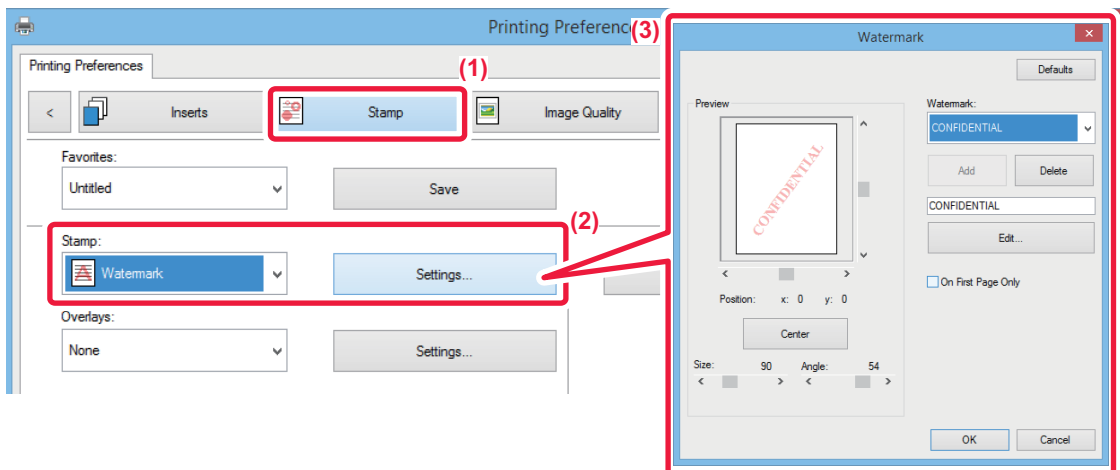 Printing Preferenc
(3)
Printing Preferences
(1)
<
Inserts
Stamp
Image Quality
Favorites:
Untitled
Save
(2)
Stamp:
Watermark
Settings...
Overlays:
None
Settings...
Watermark
Defaults
Preview
CONFIDENTIAL
Position: x: 0 y: 0
Center
Size: 90 Angle: 54
Watermark:
CONFIDENTIAL
Add
Delete
CONFIDENTIAL
Edit...
On First Page Only
OK
Cancel